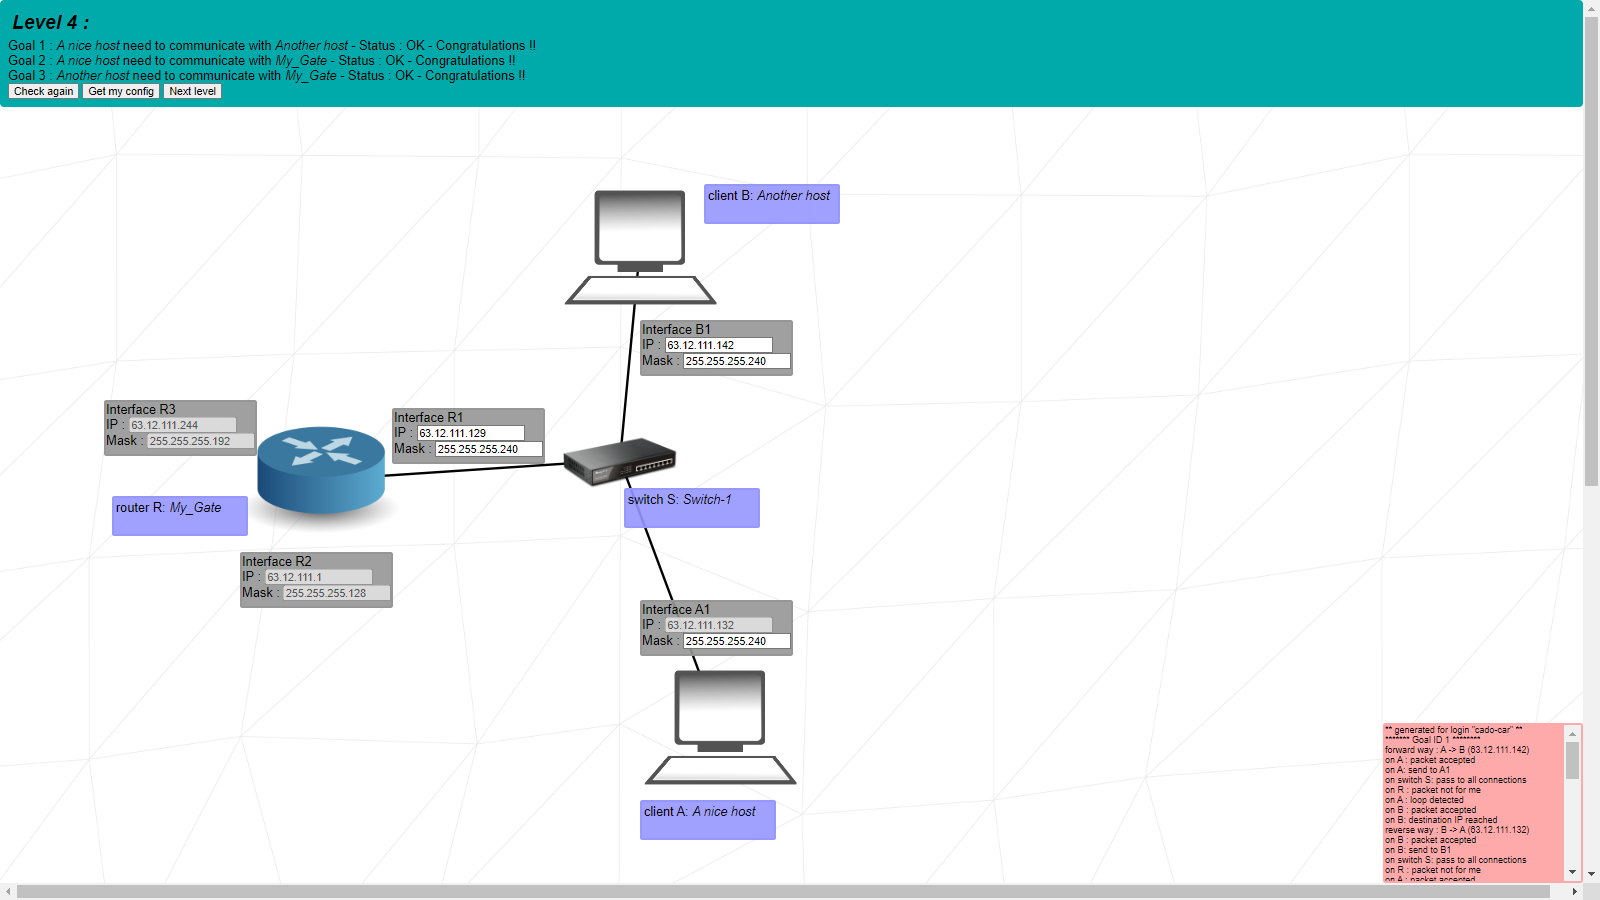 Level 4 :
Goal 1 : A nice host need to communicate with Another host - Status : OK - Congratulations !!
Goal 2 : A nice host need to communicate with My_Gate - Status : OK - Congratulations !!
Goal 3 : Another host need to communicate with My_Gate - Status : OK - Congratulations !!
Check again Get my config Next level
client B: Another host
Interface B1
IP : 63.12.111.142
Mask : 255.255.255.240
Interface R3
IP : 63.12.111.244
Mask : 255.255.255.192
Interface R1
IP : 63.12.111.129
Mask : 255.255.255.240
router R: My_Gate
switch S: Switch-1
Interface R2
IP : 63.12.111.1
Mask : 255.255.255.128
Interface A1
IP : 63.12.111.132
Mask : 255.255.255.240
client A: A nice host
** generated for login "cado-car" **
******* Goal ID 1 ********
forward way : A -> B (63.12.111.142)
on A : packet accepted
on A: send to A1
on switch S: pass to all connections
on R : packet not for me
on A : loop detected
on B : packet accepted
on B: destination IP reached
reverse way : B -> A (63.12.111.132)
on B : packet accepted
on B: send to B1
on switch S: pass to all connections
on R : packet not for me
on A : packet accepted